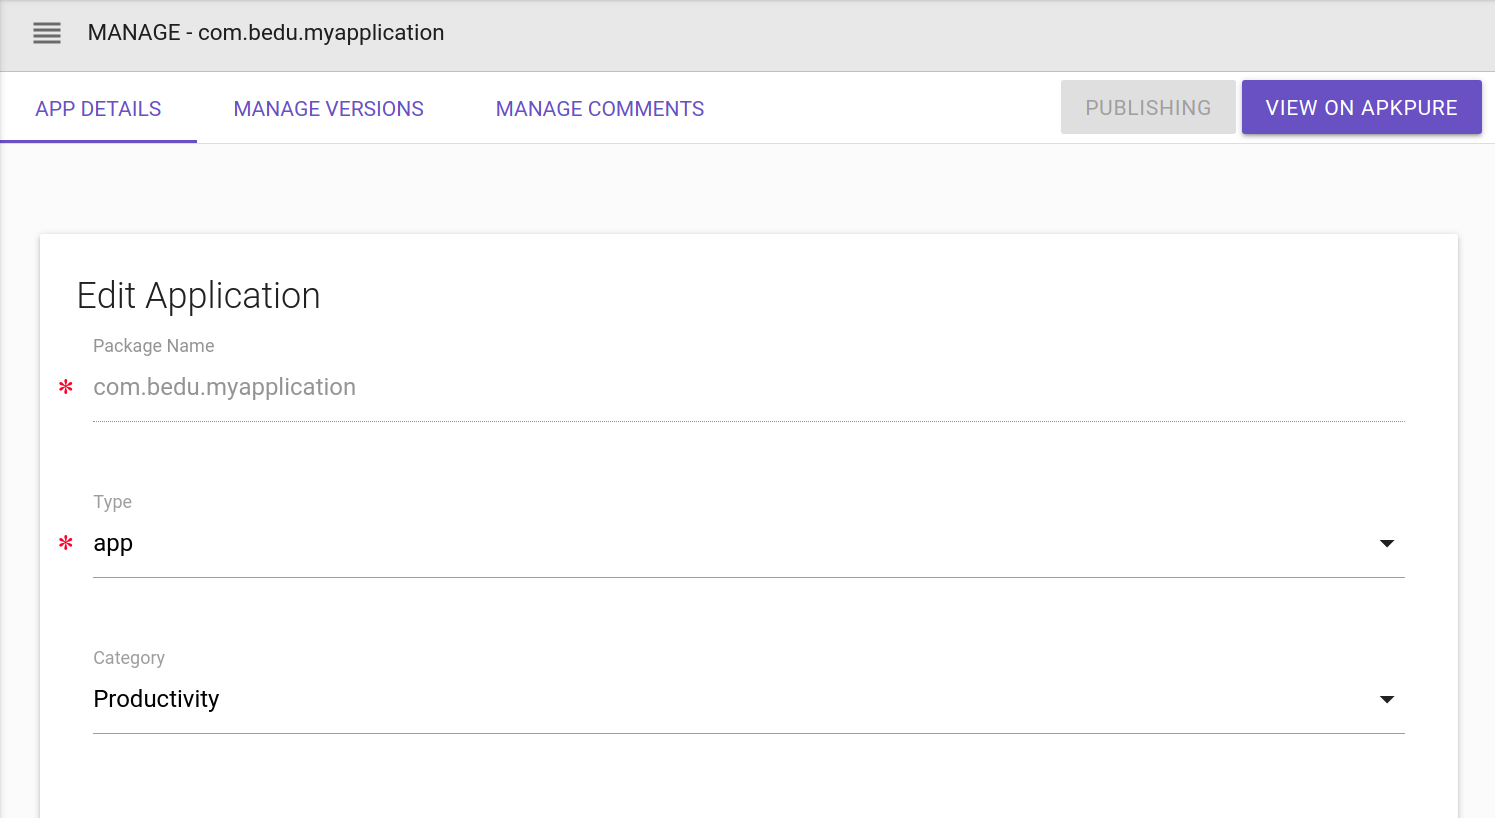 MANAGE - com.bedu.myapplication
APP DETAILS MANAGE VERSIONS MANAGE COMMENTS PUBLISHING VIEW ON APKPURE
Edit Application
Package Name
* com.bedu.myapplication
Type
* app
Category
Productivity